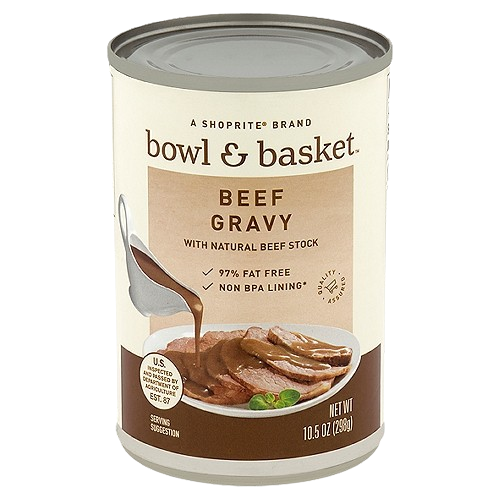 A SHOPRITE® BRAND
bowl & basket™
BEEF
GRAVY
WITH NATURAL BEEF STOCK
✓ 97% FAT FREE
✓ NON BPA LINING*
QUALITY • ASSURED •
U.S.
INSPECTED
AND PASSED BY
DEPARTMENT OF
AGRICULTURE
EST. 87
SERVING
SUGGESTION
NET WT
10.5 OZ (298g)